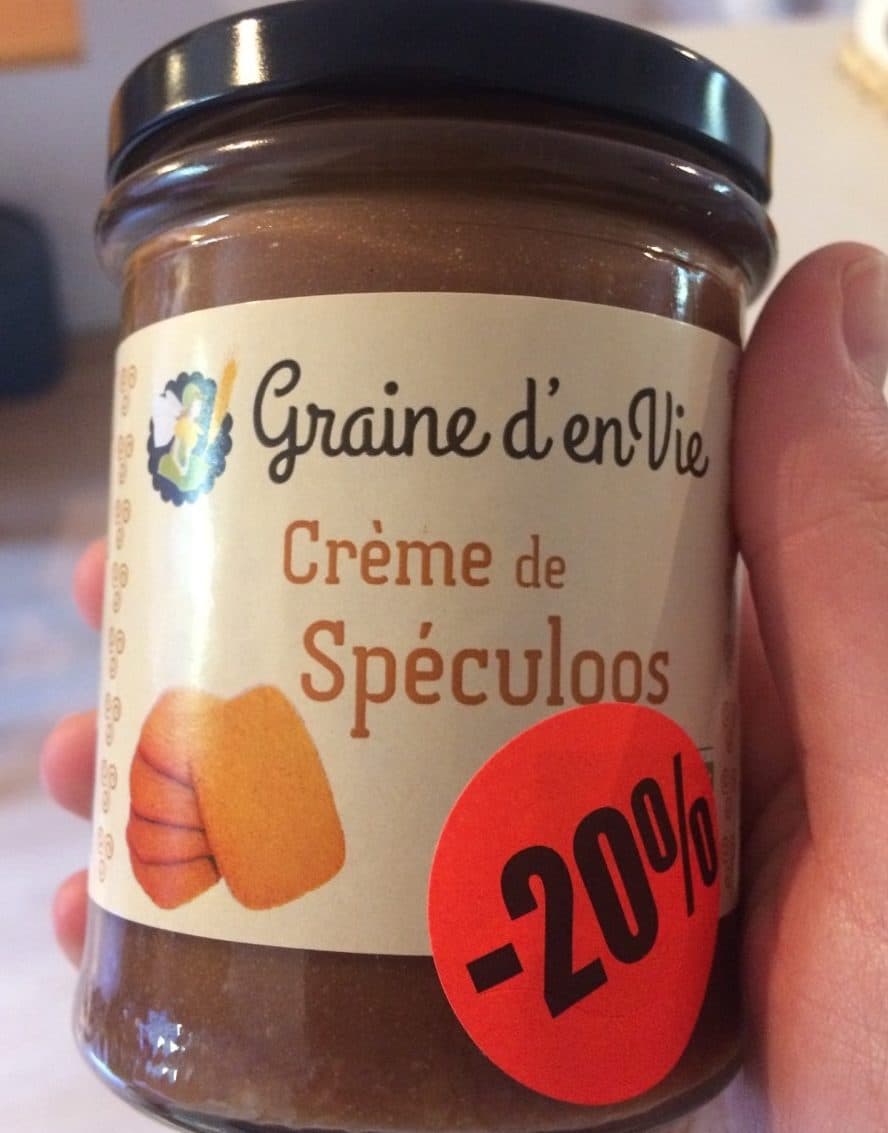 Graine d'enVie
Crème de
Spéculoos
-20%